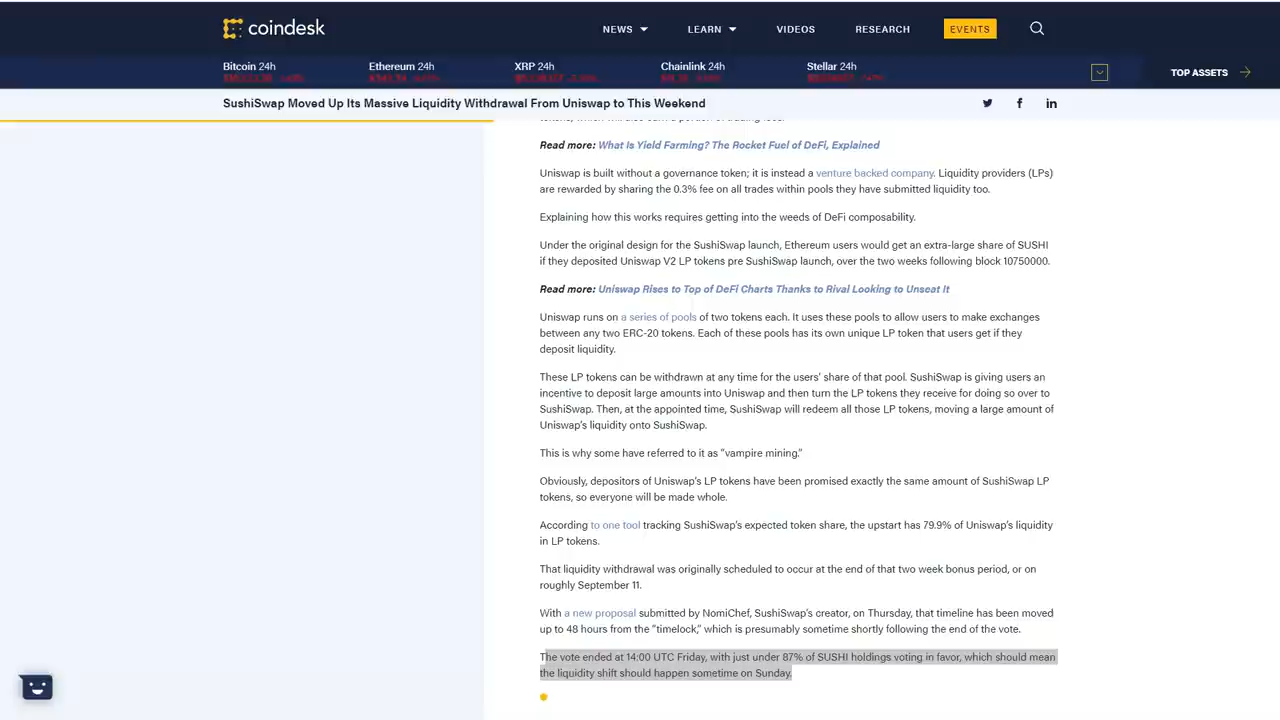 coindesk
NEWS
LEARN
VIDEOS
RESEARCH
EVENTS
Bitcoin 24h
Ethereum 24h
XRP 24h
Chainlink 24h
Stellar 24h
TOP ASSETS
SushiSwap Moved Up Its Massive Liquidity Withdrawal From Uniswap to This Weekend
Read more: What Is Yield Farming? The Rocket Fuel of DeFi, Explained
Uniswap is built without a governance token; it is instead a venture backed company. Liquidity providers (LPs)
are rewarded by sharing the 0.3% fee on all trades within pools they have submitted liquidity too.
Explaining how this works requires getting into the weeds of DeFi composability.
Under the original design for the SushiSwap launch, Ethereum users would get an extra-large share of SUSHI
if they deposited Uniswap V2 LP tokens pre SushiSwap launch, over the two weeks following block 10750000.
Read more: Uniswap Rises to Top of DeFi Charts Thanks to Rival Looking to Unseat It
Uniswap runs on a series of pools of two tokens each. It uses these pools to allow users to make exchanges
between any two ERC-20 tokens. Each of these pools has its own unique LP token that users get if they
deposit liquidity.
These LP tokens can be withdrawn at any time for the users' share of that pool. SushiSwap is giving users an
incentive to deposit large amounts into Uniswap and then turn the LP tokens they receive for doing so over to
SushiSwap. Then, at the appointed time, SushiSwap will redeem all those LP tokens, moving a large amount of
Uniswap's liquidity onto SushiSwap.
This is why some have referred to it as “vampire mining.”
Obviously, depositors of Uniswap's LP tokens have been promised exactly the same amount of SushiSwap LP
tokens, so everyone will be made whole.
According to one tool tracking SushiSwap's expected token share, the upstart has 79.9% of Uniswap's liquidity
in LP tokens.
That liquidity withdrawal was originally scheduled to occur at the end of that two week bonus period, or on
roughly September 11.
With a new proposal submitted by NomiChef, SushiSwap's creator, on Thursday, that timeline has been moved
up to 48 hours from the “timelock,” which is presumably sometime shortly following the end of the vote.
The vote ended at 14:00 UTC Friday, with just under 87% of SUSHI holdings voting in favor, which should mean
the liquidity shift should happen sometime on Sunday.